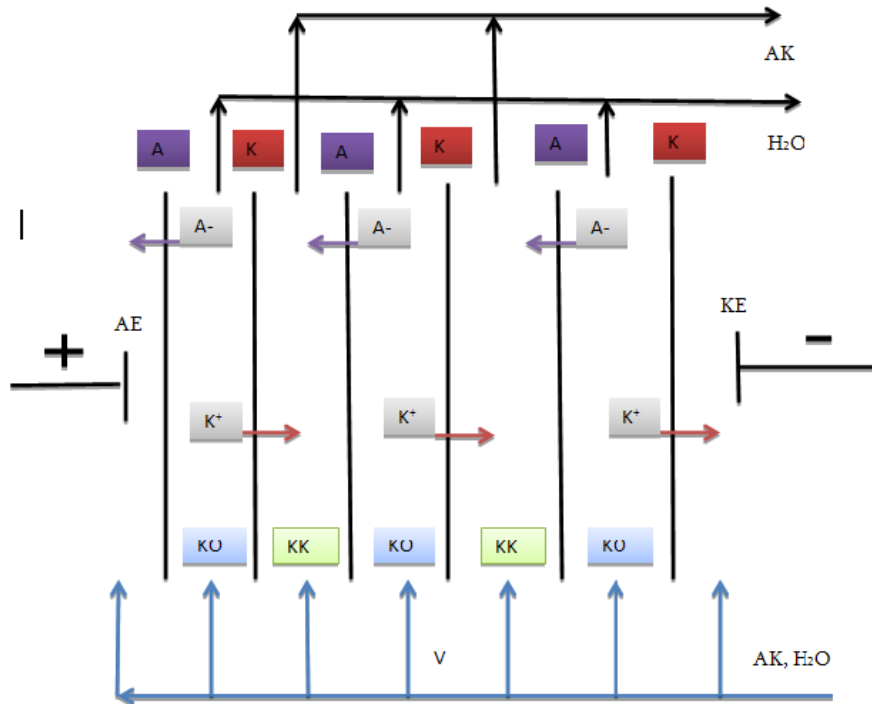 AK
H₂O
A K A K A K
A- A- A-
AE KE
+ −
K⁺ K⁺ K⁺
KO KK KO KK KO
V AK, H₂O